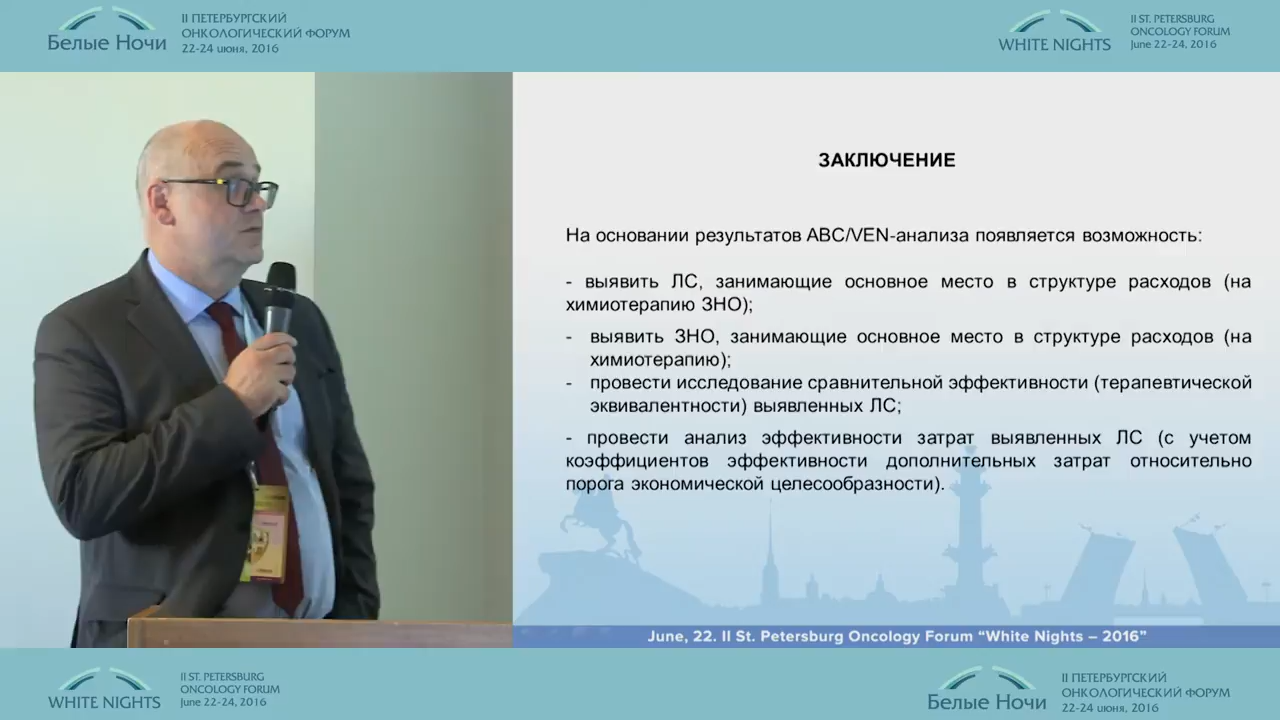 Белые Ночи
II ПЕТЕРБУРГСКИЙ
ОНКОЛОГИЧЕСКИЙ ФОРУМ
22-24 июня, 2016
WHITE NIGHTS
II ST. PETERSBURG
ONCOLOGY FORUM
June 22-24, 2016
ЗАКЛЮЧЕНИЕ
На основании результатов ABC/VEN-анализа появляется возможность:
- выявить ЛС, занимающие основное место в структуре расходов (на
химиотерапию ЗНО);
- выявить ЗНО, занимающие основное место в структуре расходов (на
химиотерапию);
- провести исследование сравнительной эффективности (терапевтической
эквивалентности) выявленных ЛС;
- провести анализ эффективности затрат выявленных ЛС (с учетом
коэффициентов эффективности дополнительных затрат относительно
порога экономической целесообразности).
June, 22. II St. Petersburg Oncology Forum “White Nights – 2016”
WHITE NIGHTS
II ST. PETERSBURG
ONCOLOGY FORUM
June 22-24, 2016
Белые Ночи
II ПЕТЕРБУРГСКИЙ
ОНКОЛОГИЧЕСКИЙ ФОРУМ
22-24 июня, 2016